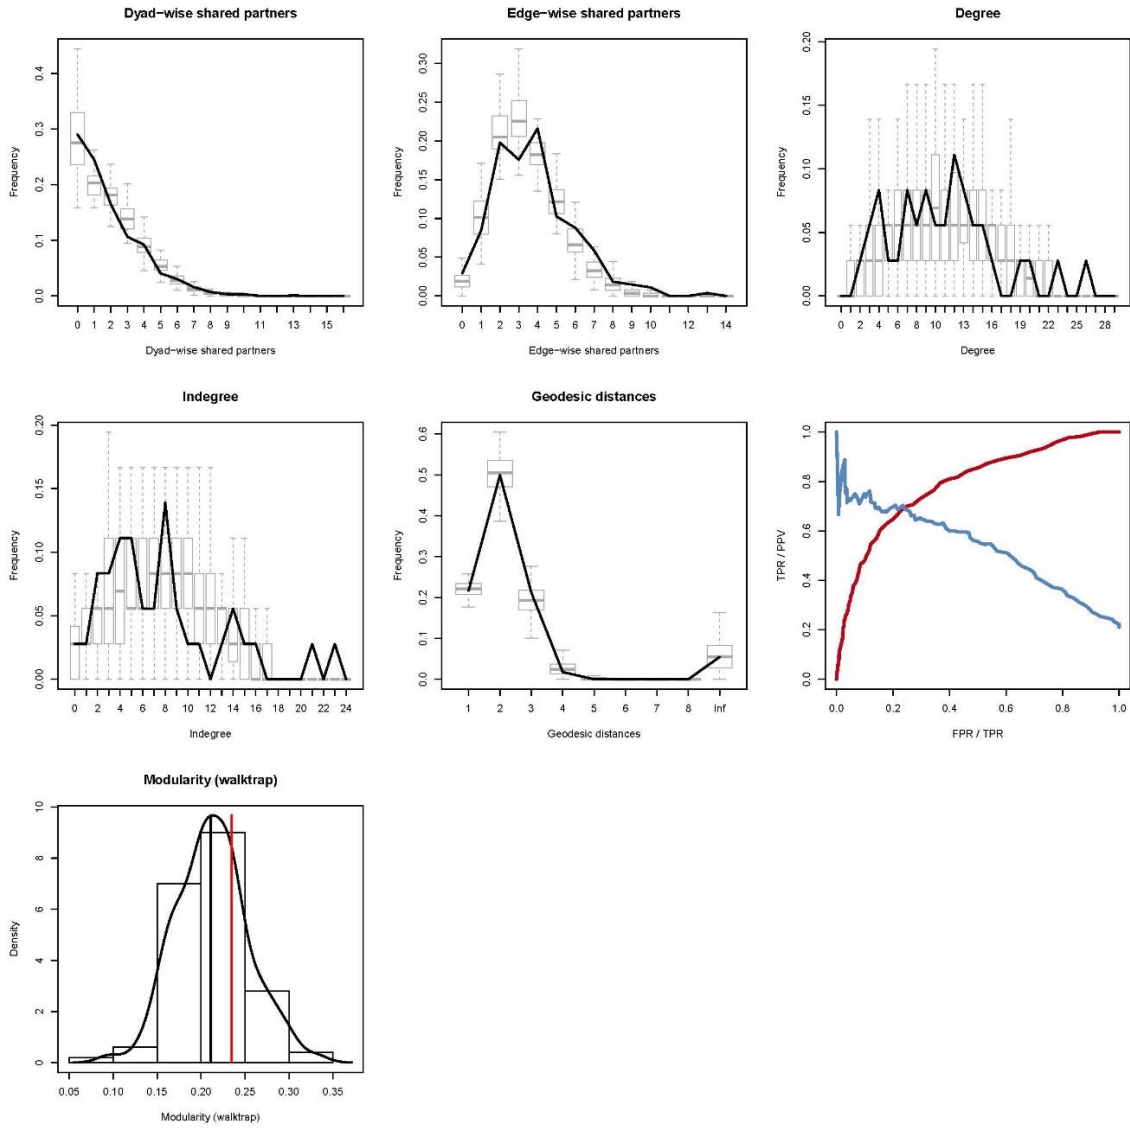 Dyad−wise shared partners
Frequency
0.0 0.1 0.2 0.3 0.4
0 1 2 3 4 5 6 7 8 9 11 13 15
Dyad−wise shared partners
Edge−wise shared partners
Frequency
0.00 0.05 0.10 0.15 0.20 0.25 0.30
0 1 2 3 4 5 6 7 8 9 10 12 14
Edge−wise shared partners
Degree
Frequency
0.00 0.05 0.10 0.15 0.20
0 2 4 6 8 10 13 16 19 22 25 28
Degree
Indegree
Frequency
0.00 0.05 0.10 0.15 0.20
0 2 4 6 8 10 12 14 16 18 20 22 24
Indegree
Geodesic distances
Frequency
0.0 0.1 0.2 0.3 0.4 0.5 0.6
1 2 3 4 5 6 7 8 Inf
Geodesic distances
TPR / PPV
0.0 0.2 0.4 0.6 0.8 1.0
0.0 0.2 0.4 0.6 0.8 1.0
FPR / TPR
Modularity (walktrap)
Density
0 2 4 6 8 10
0.05 0.10 0.15 0.20 0.25 0.30 0.35
Modularity (walktrap)